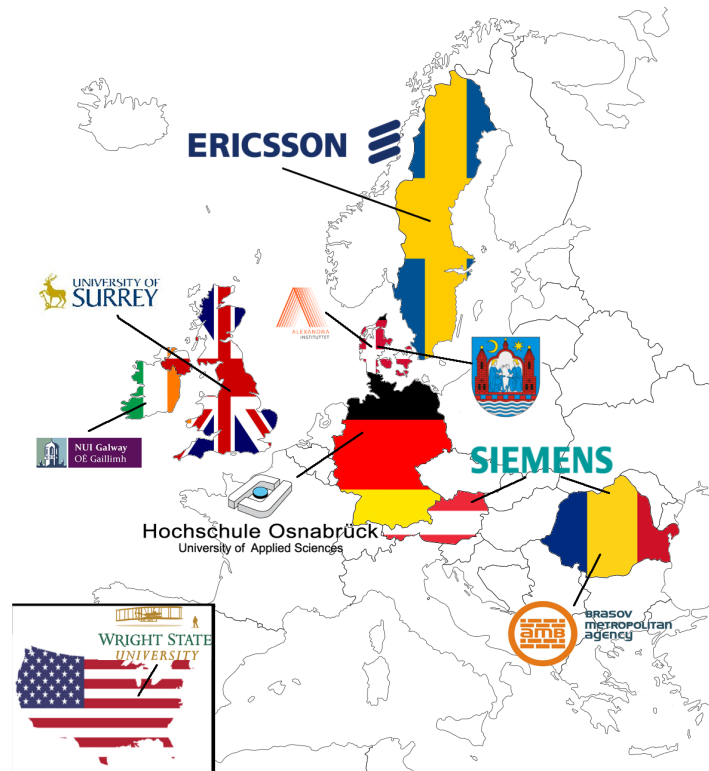 ERICSSON
UNIVERSITY OF
SURREY
ALEXANDRA
INSTITUTTET
NUI Galway
OÉ Gaillimh
SIEMENS
Hochschule Osnabrück
University of Applied Sciences
BRASOV
METROPOLITAN
agency
amb
WRIGHT STATE
UNIVERSITY